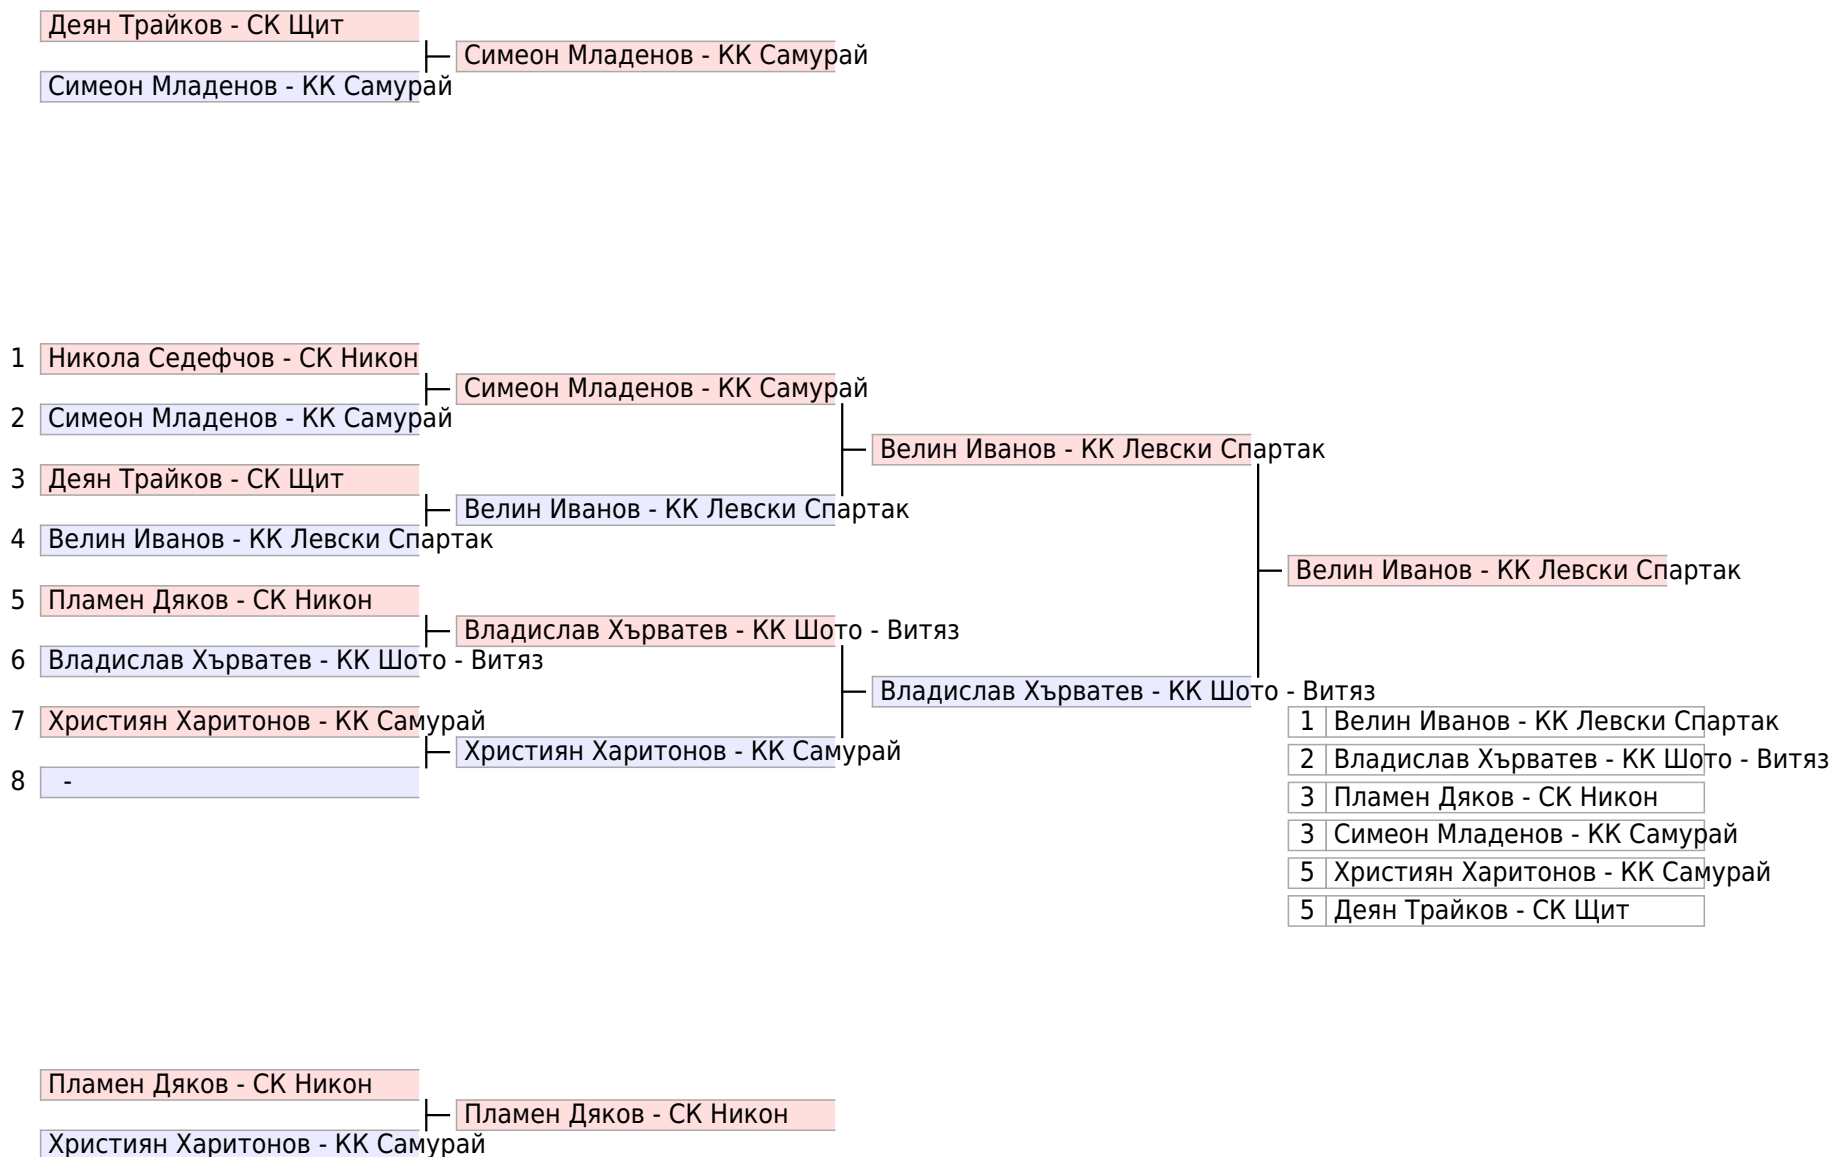 Деян Трайков - СК Щит
Симеон Младенов - КК Самурай
Симеон Младенов - КК Самурай
1 Никола Седефчов - СК Никон
Симеон Младенов - КК Самурай
2 Симеон Младенов - КК Самурай
Велин Иванов - КК Левски Спартак
3 Деян Трайков - СК Щит
Велин Иванов - КК Левски Спартак
4 Велин Иванов - КК Левски Спартак
Велин Иванов - КК Левски Спартак
5 Пламен Дяков - СК Никон
Владислав Хърватев - КК Шото - Витяз
6 Владислав Хърватев - КК Шото - Витяз
Владислав Хърватев - КК Шото - Витяз
7 Християн Харитонов - КК Самурай
Християн Харитонов - КК Самурай
8 -
1 Велин Иванов - КК Левски Спартак
2 Владислав Хърватев - КК Шото - Витяз
3 Пламен Дяков - СК Никон
3 Симеон Младенов - КК Самурай
5 Християн Харитонов - КК Самурай
5 Деян Трайков - СК Щит
Пламен Дяков - СК Никон
Пламен Дяков - СК Никон
Християн Харитонов - КК Самурай